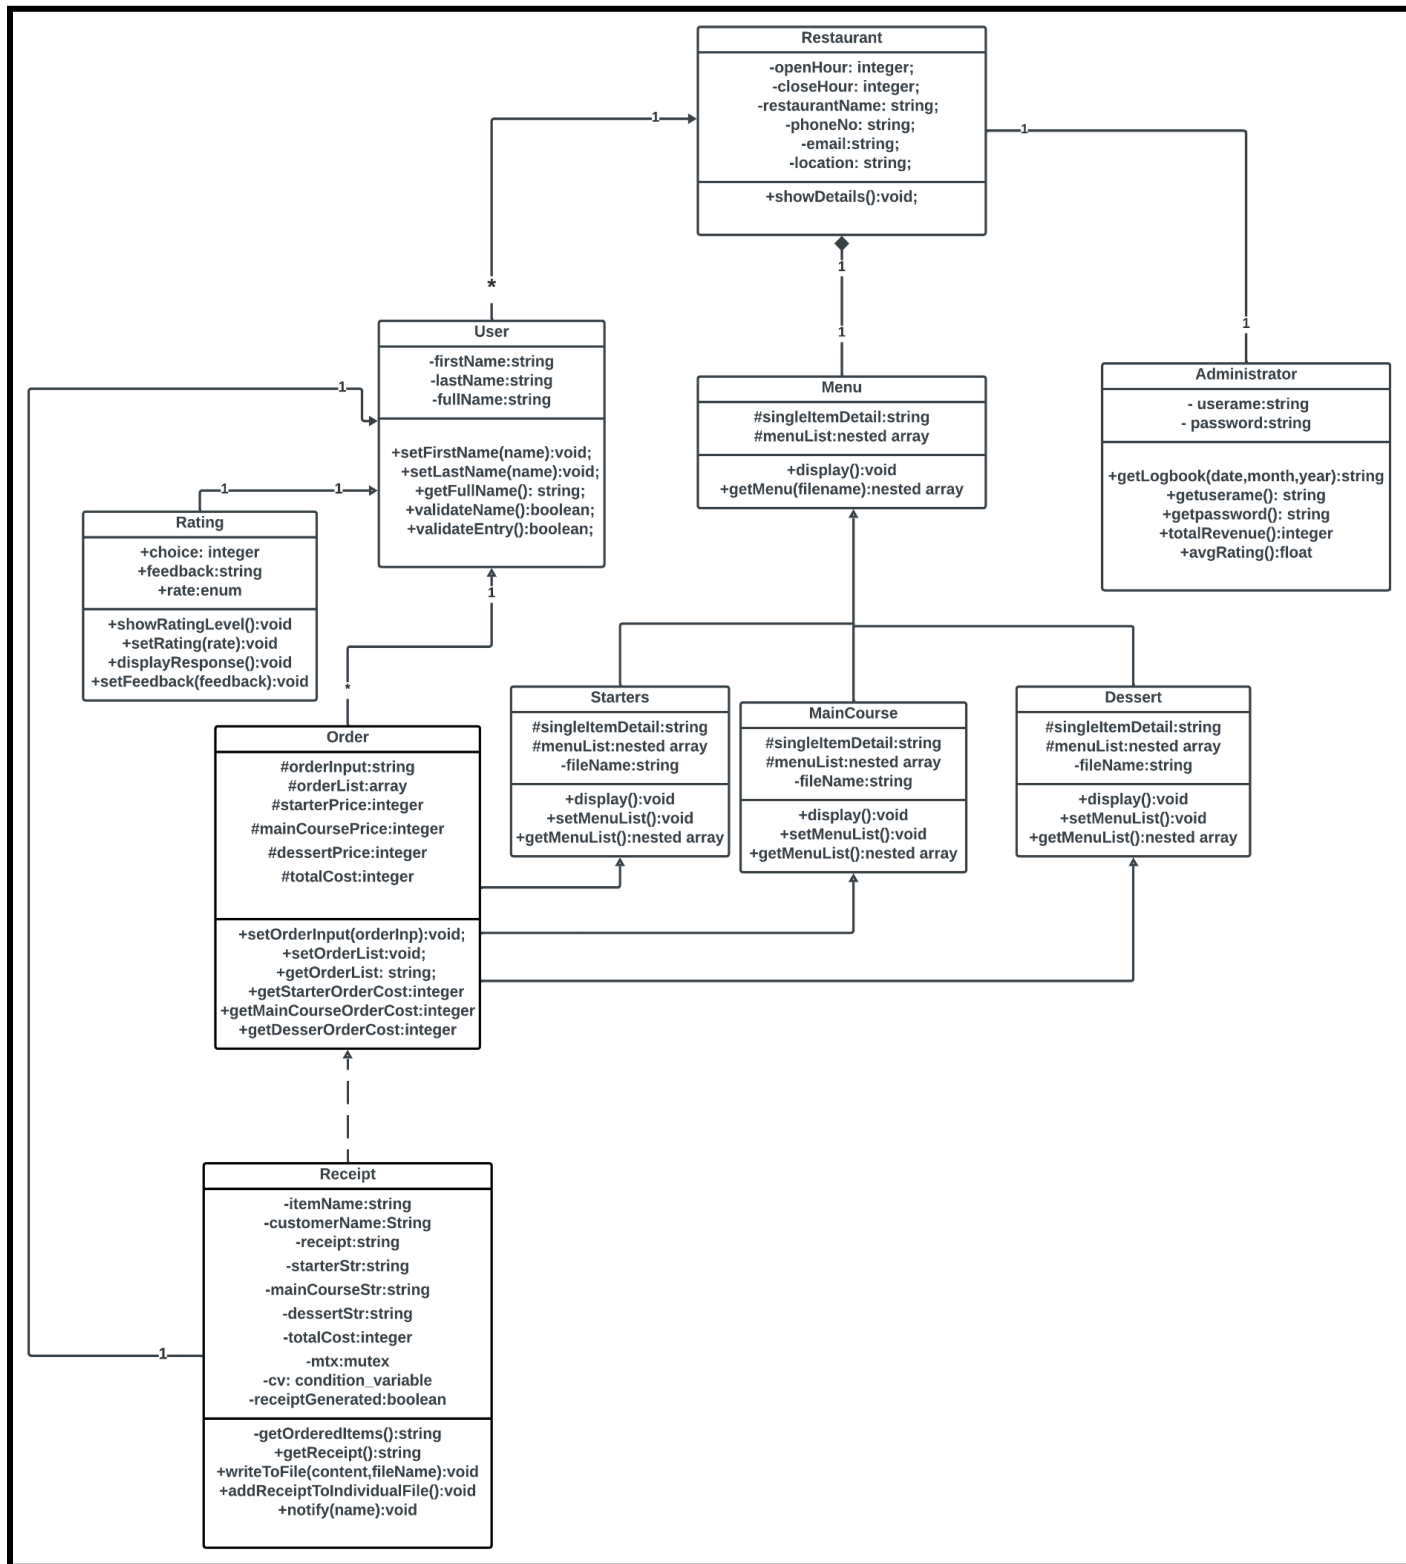 Restaurant
-openHour: integer;
-closeHour: integer;
-restaurantName: string;
-phoneNo: string;
-email:string;
-location: string;
+showDetails():void;
1
1
*
1
1
1
User
-firstName:string
-lastName:string
-fullName:string
+setFirstName(name):void;
+setLastName(name):void;
+getFullName(): string;
+validateName():boolean;
+validateEntry():boolean;
Menu
#singleItemDetail:string
#menuList:nested array
+display():void
+getMenu(filename):nested array
Administrator
- userame:string
- password:string
+getLogbook(date,month,year):string
+getuserame(): string
+getpassword(): string
+totalRevenue():integer
+avgRating():float
1
1
1
Rating
+choice: integer
+feedback:string
+rate:enum
+showRatingLevel():void
+setRating(rate):void
+displayResponse():void
+setFeedback(feedback):void
1
*
Order
#orderInput:string
#orderList:array
#starterPrice:integer
#mainCoursePrice:integer
#dessertPrice:integer
#totalCost:integer
+setOrderInput(orderInp):void;
+setOrderList:void;
+getOrderList: string;
+getStarterOrderCost:integer
+getMainCourseOrderCost:integer
+getDesserOrderCost:integer
Starters
#singleItemDetail:string
#menuList:nested array
-fileName:string
+display():void
+setMenuList():void
+getMenuList():nested array
MainCourse
#singleItemDetail:string
#menuList:nested array
-fileName:string
+display():void
+setMenuList():void
+getMenuList():nested array
Dessert
#singleItemDetail:string
#menuList:nested array
-fileName:string
+display():void
+setMenuList():void
+getMenuList():nested array
Receipt
-itemName:string
-customerName:String
-receipt:string
-starterStr:string
-mainCourseStr:string
-dessertStr:string
-totalCost:integer
-mtx:mutex
-cv: condition_variable
-receiptGenerated:boolean
-getOrderedItems():string
+getReceipt():string
+writeToFile(content,fileName):void
+addReceiptToIndividualFile():void
+notify(name):void
1